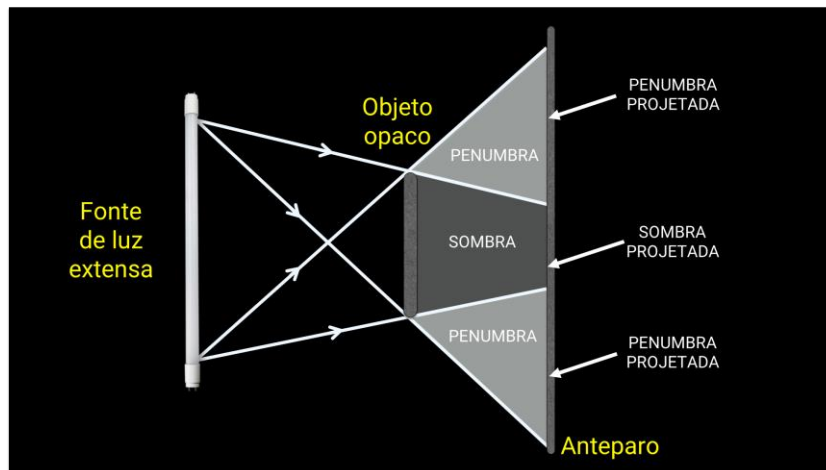 Objeto
opaco
Fonte
de luz
extensa
PENUMBRA
SOMBRA
PENUMBRA
PENUMBRA
PROJETADA
SOMBRA
PROJETADA
PENUMBRA
PROJETADA
Anteparo